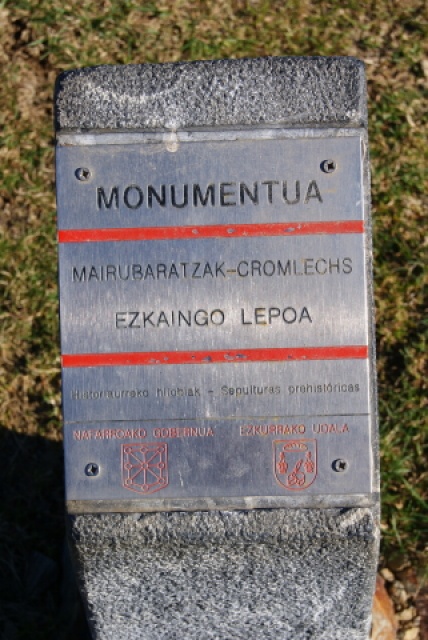 MONUMENTUA
MAIRUBARATZAK-CROMLECHS
EZKAINGO LEPOA
Historiaurreko hilobiak - Sepulturas prehistóricas
NAFARROAKO GOBERNUA EZKURRAKO UDALA